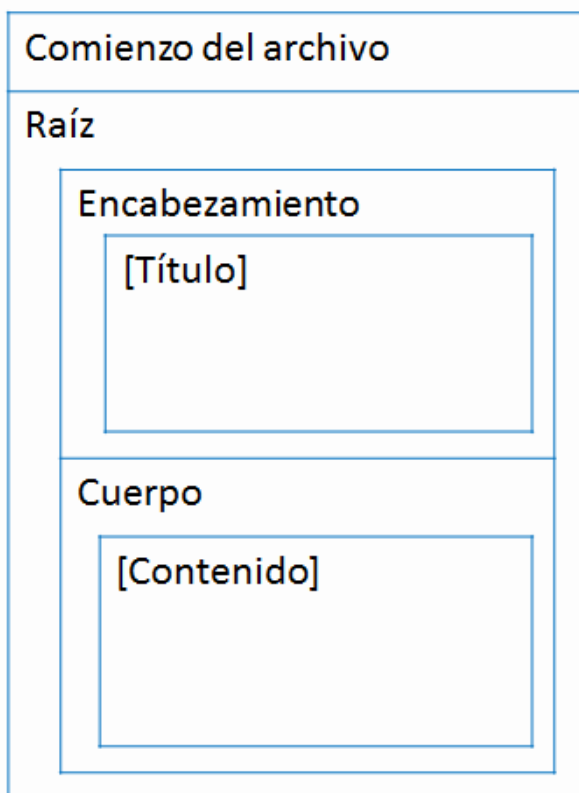 Comienzo del archivo
Raíz
Encabezamiento
[Título]
Cuerpo
[Contenido]